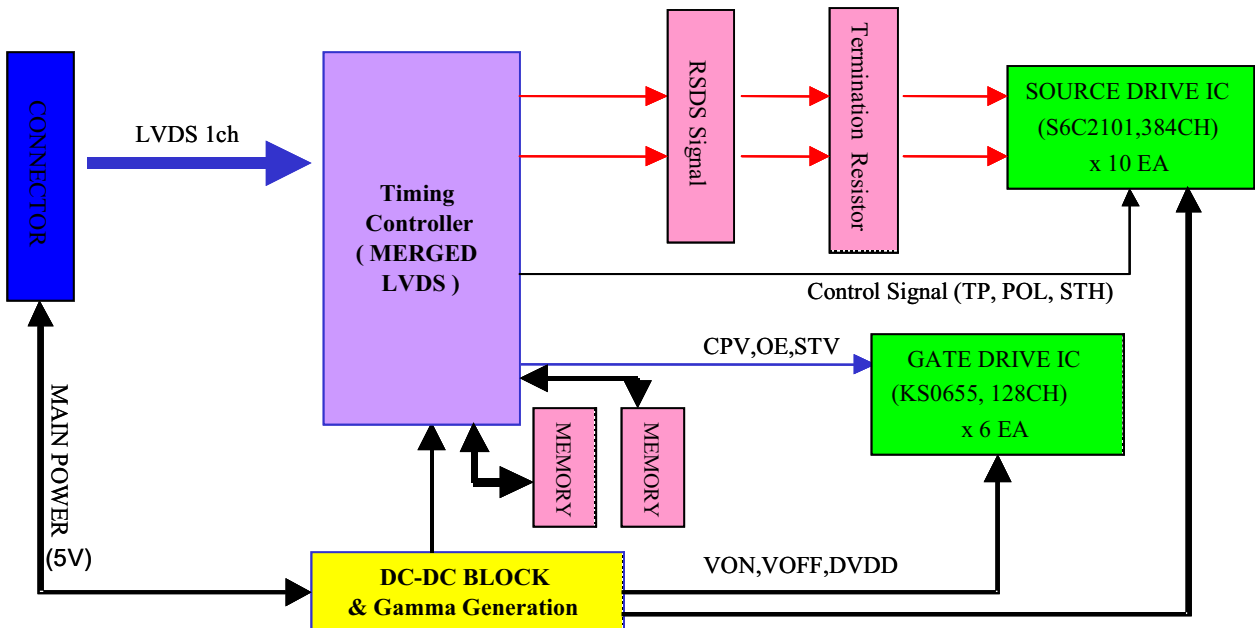 CONNECTOR
LVDS 1ch
Timing
Controller
( MERGED
LVDS )
RSDS Signal
Termination Resistor
SOURCE DRIVE IC
(S6C2101,384CH)
x 10 EA
Control Signal (TP, POL, STH)
CPV,OE,STV
GATE DRIVE IC
(KS0655, 128CH)
x 6 EA
MEMORY
MEMORY
MAIN POWER
(5V)
DC-DC BLOCK
& Gamma Generation
VON,VOFF,DVDD